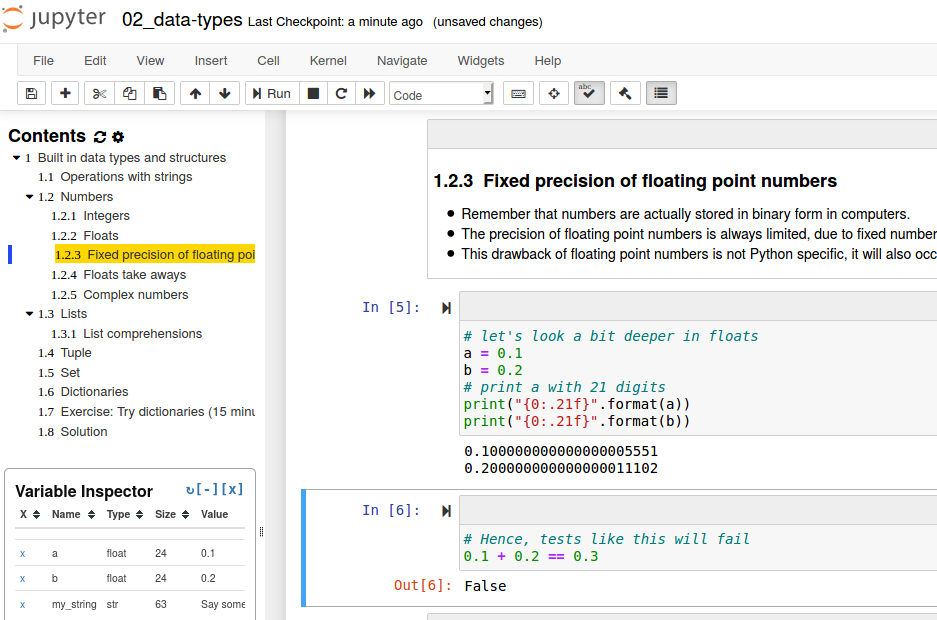 jupyter 02_data-types Last Checkpoint: a minute ago (unsaved changes)
File Edit View Insert Cell Kernel Navigate Widgets Help
Run Code abc
Contents
1 Built in data types and structures
1.1 Operations with strings
1.2 Numbers
1.2.1 Integers
1.2.2 Floats
1.2.3 Fixed precision of floating poi
1.2.4 Floats take aways
1.2.5 Complex numbers
1.3 Lists
1.3.1 List comprehensions
1.4 Tuple
1.5 Set
1.6 Dictionaries
1.7 Exercise: Try dictionaries (15 minu
1.8 Solution
Variable Inspector ↻[-][x]
X Name Type Size Value
x a float 24 0.1
x b float 24 0.2
x my_string str 63 Say some
1.2.3 Fixed precision of floating point numbers
• Remember that numbers are actually stored in binary form in computers.
• The precision of floating point numbers is always limited, due to fixed number
• This drawback of floating point numbers is not Python specific, it will also occ
In [5]:
# let's look a bit deeper in floats
a = 0.1
b = 0.2
# print a with 21 digits
print("{0:.21f}".format(a))
print("{0:.21f}".format(b))
0.100000000000000005551
0.200000000000000011102
In [6]:
# Hence, tests like this will fail
0.1 + 0.2 == 0.3
Out[6]: False